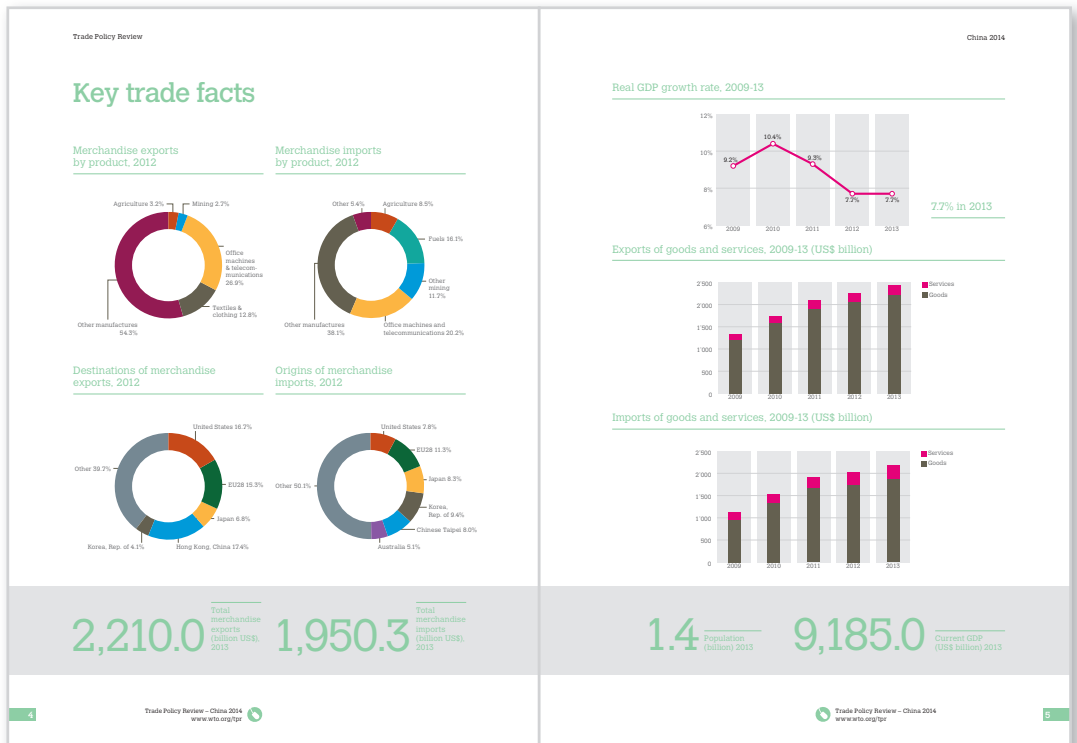 Trade Policy Review
Key trade facts
Merchandise exports
by product, 2012
Agriculture 3.2%
Mining 2.7%
Office
machines
& telecom-
munications
26.9%
Textiles &
clothing 12.8%
Other manufactures
54.3%
Merchandise imports
by product, 2012
Other 5.4%
Agriculture 8.5%
Fuels 16.1%
Other
mining
11.7%
Office machines and
telecommunications 20.2%
Other manufactures
38.1%
Destinations of merchandise
exports, 2012
United States 16.7%
Other 39.7%
EU28 15.3%
Japan 6.8%
Korea, Rep. of 4.1%
Hong Kong, China 17.4%
Origins of merchandise
imports, 2012
United States 7.8%
EU28 11.3%
Other 50.1%
Japan 8.3%
Korea,
Rep. of 9.4%
Chinese Taipei 8.0%
Australia 5.1%
2,210.0
Total
merchandise
exports
(billion US$),
2013
1,950.3
Total
merchandise
imports
(billion US$),
2013
4
Trade Policy Review – China 2014
www.wto.org/tpr
China 2014
Real GDP growth rate, 2009-13
12%
10%
8%
6%
9.2%
10.4%
9.3%
7.7%
7.7%
2009
2010
2011
2012
2013
7.7% in 2013
Exports of goods and services, 2009-13 (US$ billion)
2'500
2'000
1'500
1'000
500
0
2009
2010
2011
2012
2013
Services
Goods
Imports of goods and services, 2009-13 (US$ billion)
2'500
2'000
1'500
1'000
500
0
2009
2010
2011
2012
2013
Services
Goods
1.4
Population
(billion) 2013
9,185.0
Current GDP
(US$ billion) 2013
Trade Policy Review – China 2014
www.wto.org/tpr
5